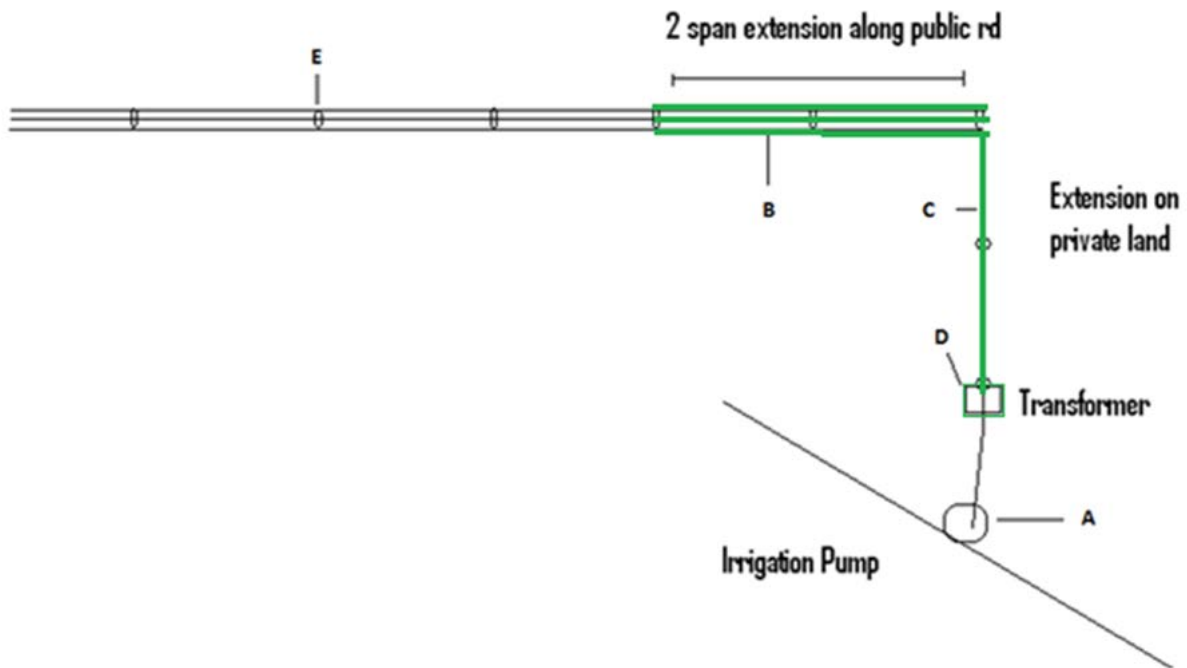 2 span extension along public rd
E
B
C
Extension on
private land
D
Transformer
A
Irrigation Pump